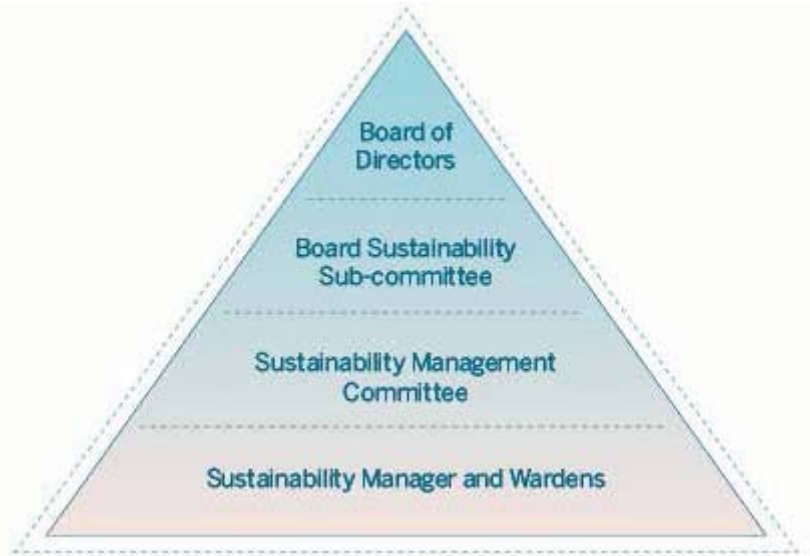 Board of
Directors
Board Sustainability
Sub-committee
Sustainability Management
Committee
Sustainability Manager and Wardens